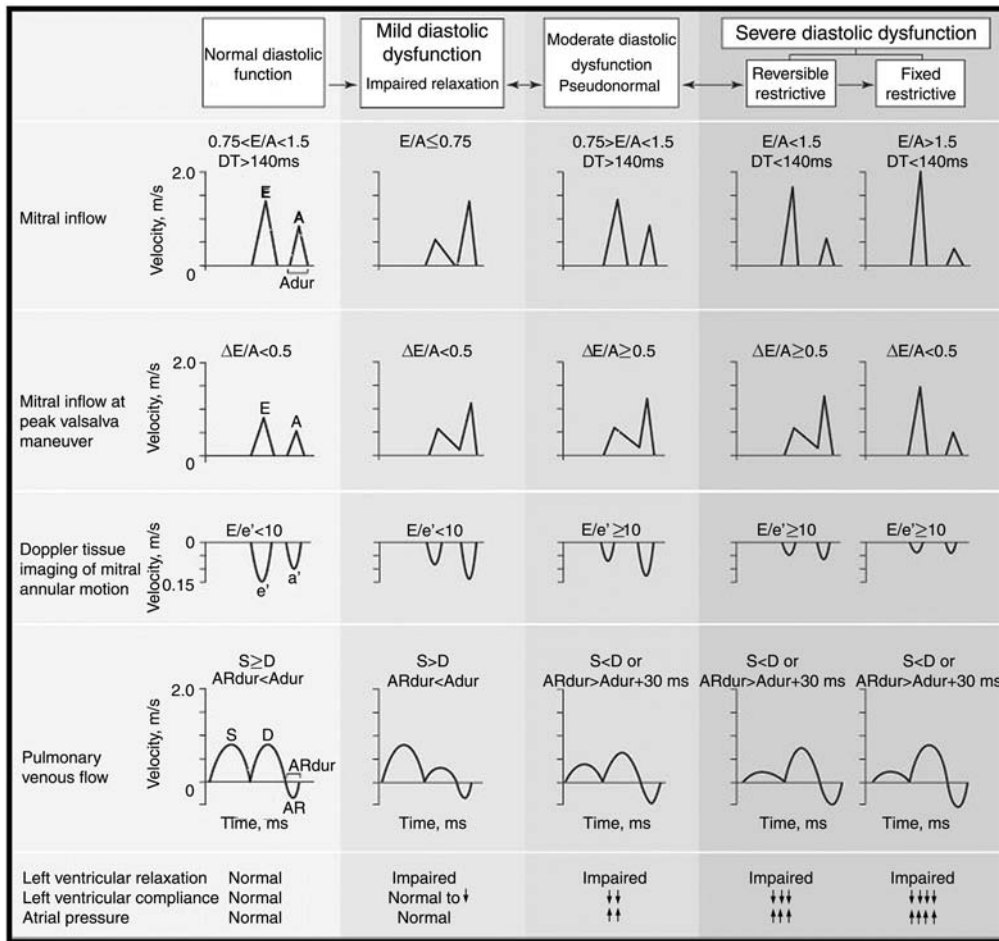 Normal diastolic
function
Mild diastolic
dysfunction
Impaired relaxation
Moderate diastolic
dysfunction
Pseudonormal
Severe diastolic dysfunction
Reversible
restrictive
Fixed
restrictive
Mitral inflow
Velocity, m/s
2.0
0
0.75<E/A<1.5
DT>140ms
E
A
Adur
E/A≤0.75
0.75>E/A<1.5
DT>140ms
E/A<1.5
DT<140ms
E/A>1.5
DT<140ms
Mitral inflow at
peak valsalva
maneuver
Velocity, m/s
2.0
0
ΔE/A<0.5
E
A
ΔE/A<0.5
ΔE/A≥0.5
ΔE/A≥0.5
ΔE/A<0.5
Doppler tissue
imaging of mitral
annular motion
Velocity, m/s
0
0.15
E/e'<10
e'
a'
E/e'<10
E/e'≥10
E/e'≥10
E/e'≥10
Pulmonary
venous flow
Velocity, m/s
2.0
0
S≥D
ARdur<Adur
S
D
ARdur
AR
Time, ms
S>D
ARdur<Adur
Time, ms
S<D or
ARdur>Adur+30 ms
Time, ms
S<D or
ARdur>Adur+30 ms
Time, ms
S<D or
ARdur>Adur+30 ms
Time, ms
Left ventricular relaxation Normal Impaired Impaired Impaired Impaired
Left ventricular compliance Normal Normal to ↓ ↓↓ ↓↓↓ ↓↓↓↓
Atrial pressure Normal Normal ↑↑ ↑↑↑ ↑↑↑↑